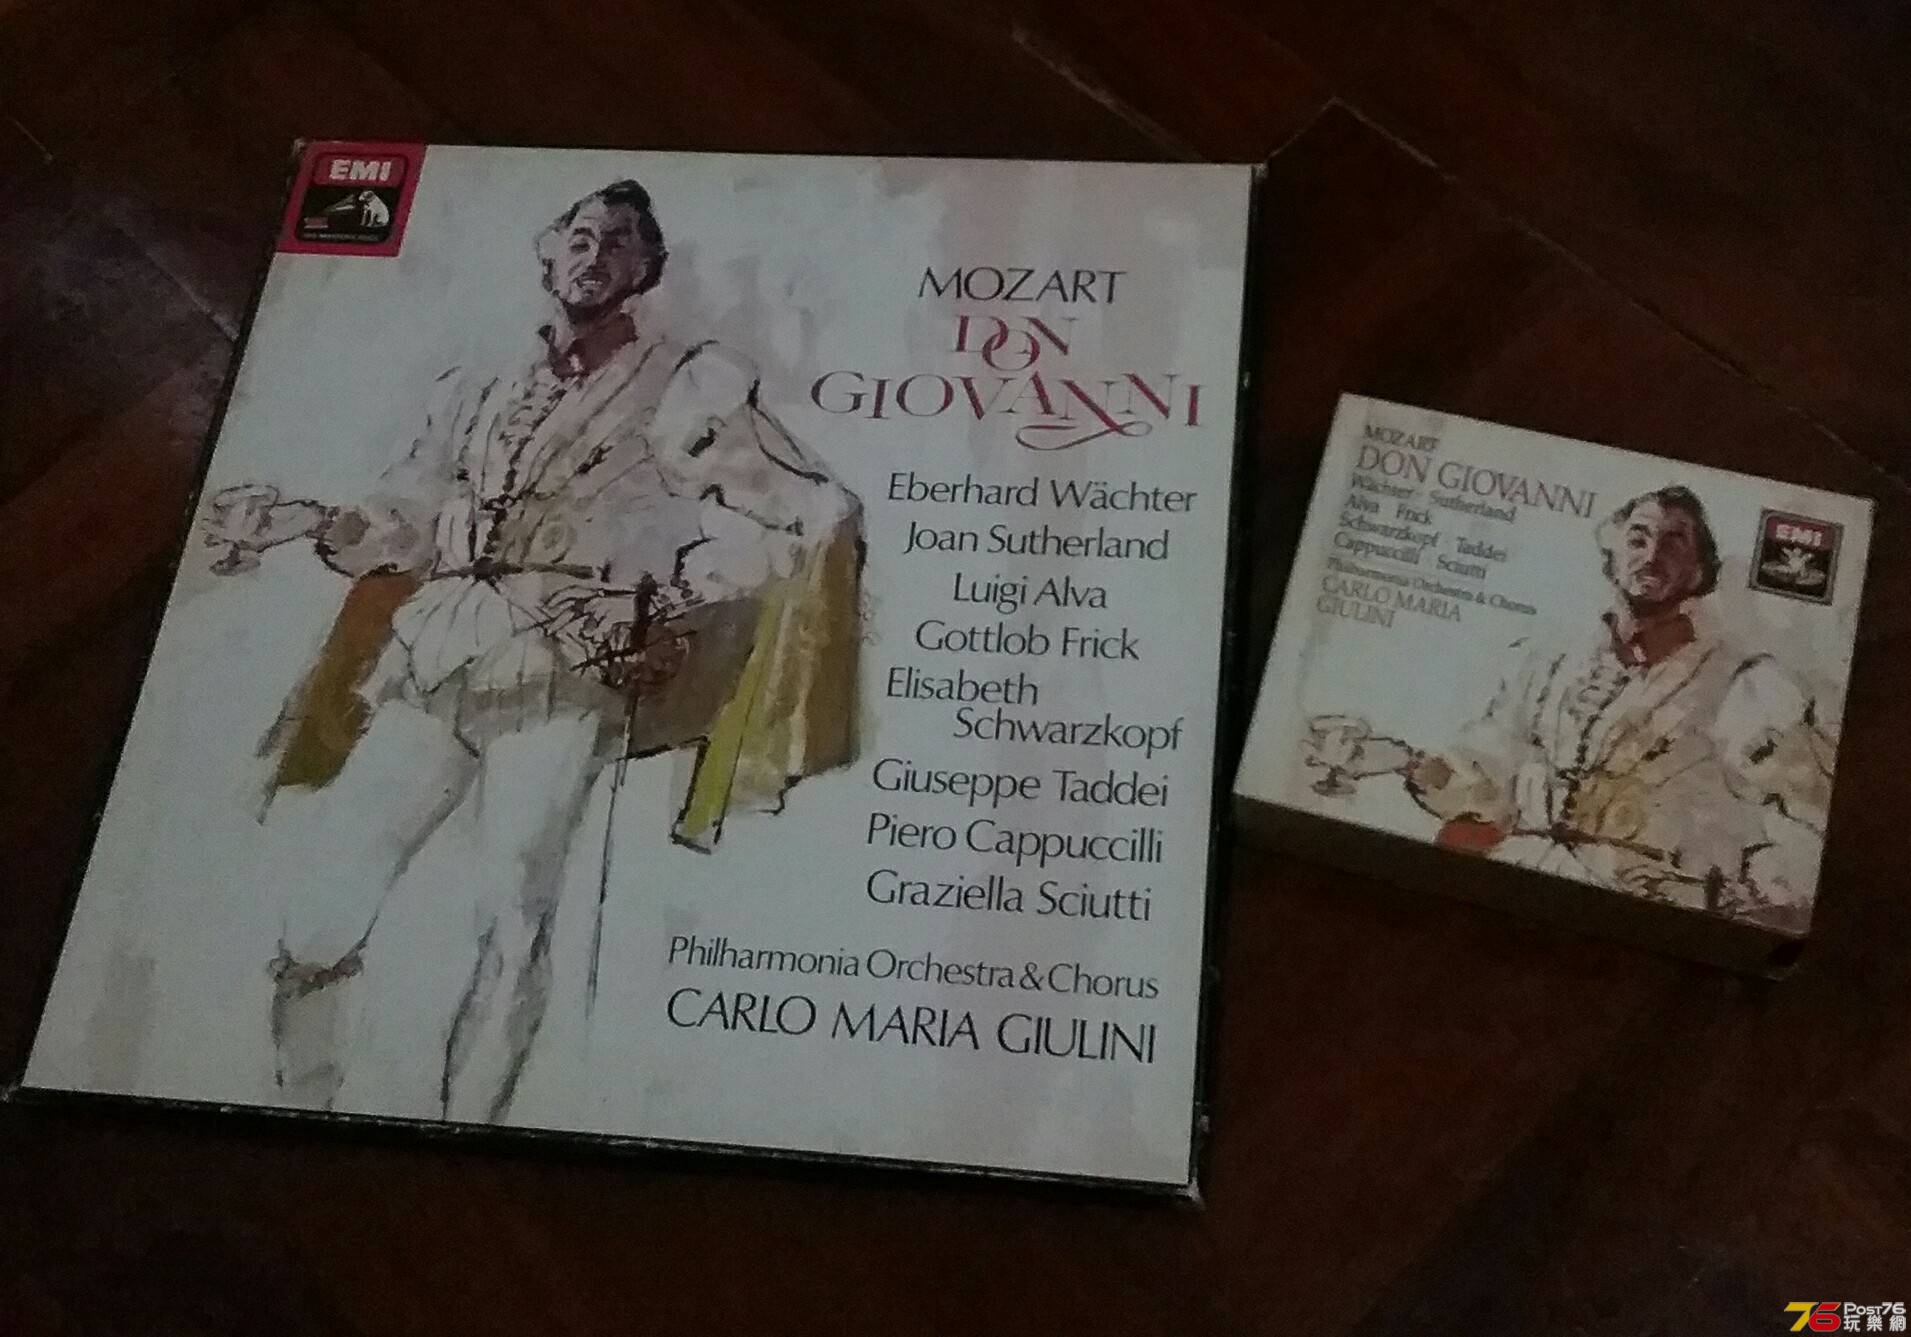 EMI
MOZART
DON
GIOVANNI
Eberhard Wächter
Joan Sutherland
Luigi Alva
Gottlob Frick
Elisabeth
Schwarzkopf
Giuseppe Taddei
Piero Cappuccilli
Graziella Sciutti
Philharmonia Orchestra & Chorus
CARLO MARIA GIULINI
MOZART
DON GIOVANNI
Wächter · Sutherland
Alva · Frick
Schwarzkopf · Taddei
Cappuccilli · Sciutti
Philharmonia Orchestra & Chorus
CARLO MARIA
GIULINI
EMI
76 POST76
玩樂網